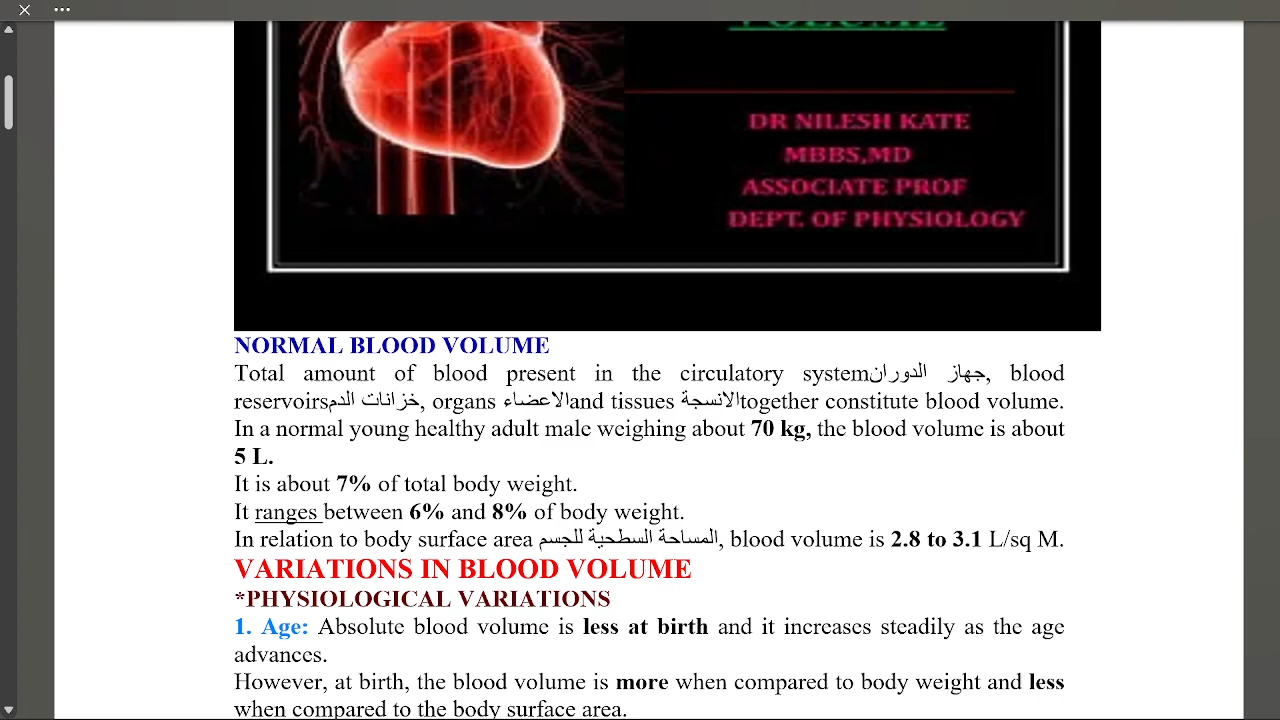 VOLUME
DR NILESH KATE
MBBS,MD
ASSOCIATE PROF
DEPT. OF PHYSIOLOGY
NORMAL BLOOD VOLUME
Total amount of blood present in the circulatory systemجهاز الدوران, blood
reservoirsخزانات الدم, organs الاعضاءand tissues الانسجةtogether constitute blood volume.
In a normal young healthy adult male weighing about 70 kg, the blood volume is about
5 L.
It is about 7% of total body weight.
It ranges between 6% and 8% of body weight.
In relation to body surface area المساحة السطحية للجسم, blood volume is 2.8 to 3.1 L/sq M.
VARIATIONS IN BLOOD VOLUME
*PHYSIOLOGICAL VARIATIONS
1. Age: Absolute blood volume is less at birth and it increases steadily as the age
advances.
However, at birth, the blood volume is more when compared to body weight and less
when compared to the body surface area.